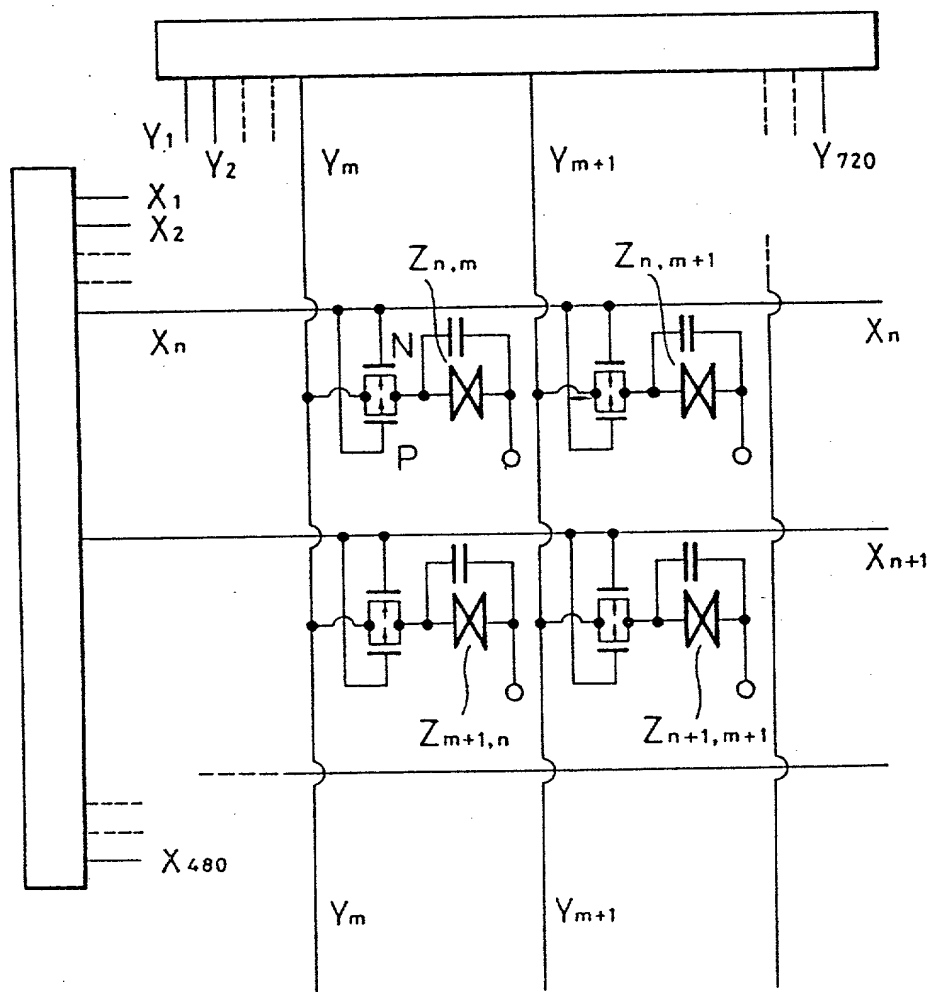 Y1
Y2
Ym
Ym+1
Y720
X1
X2
Zn,m
Zn,m+1
Xn
Xn
N
P
Xn+1
Zm+1,n
Zn+1,m+1
X480
Ym
Ym+1